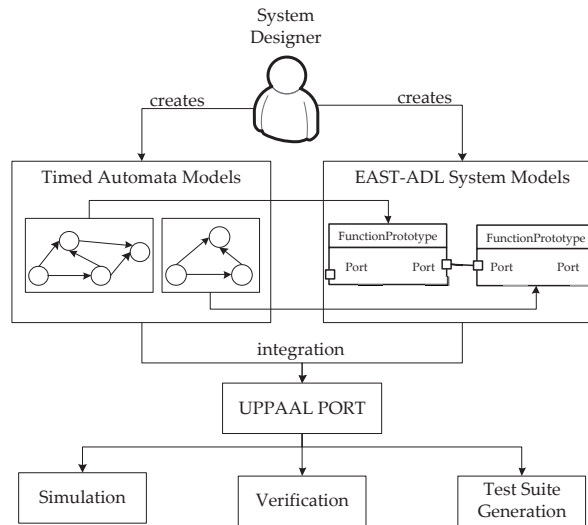 System
Designer
creates
creates
Timed Automata Models
EAST-ADL System Models
FunctionPrototype
FunctionPrototype
Port
Port
Port
Port
integration
UPPAAL PORT
Simulation
Verification
Test Suite
Generation